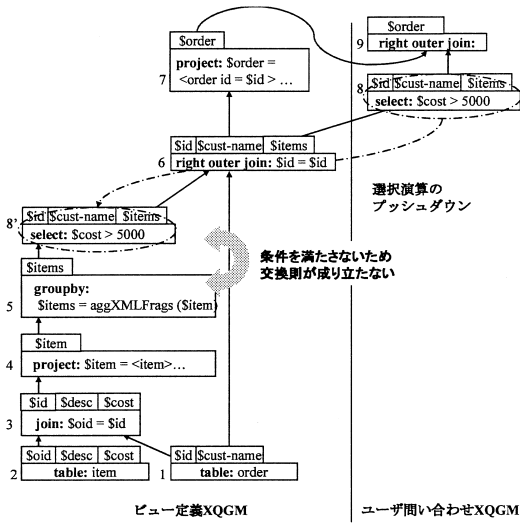 $order
project: $order =
<order id = $id > ...
7
$order
9 right outer join:
$id $cust-name $items
8 select: $cost > 5000
$id $cust-name $items
6 right outer join: $id = $id
選択演算の
プッシュダウン
$id $cust-name $items
8' select: $cost > 5000
条件を満たさないため
交換則が成り立たない
$items
groupby:
5 $items = aggXMLFrags ($item)
$item
4 project: $item = <item>...
$id $desc $cost
3 join: $oid = $id
$oid $desc $cost
2 table: item
$id $cust-name
1 table: order
ビュー定義XQGM
ユーザ問い合わせXQGM